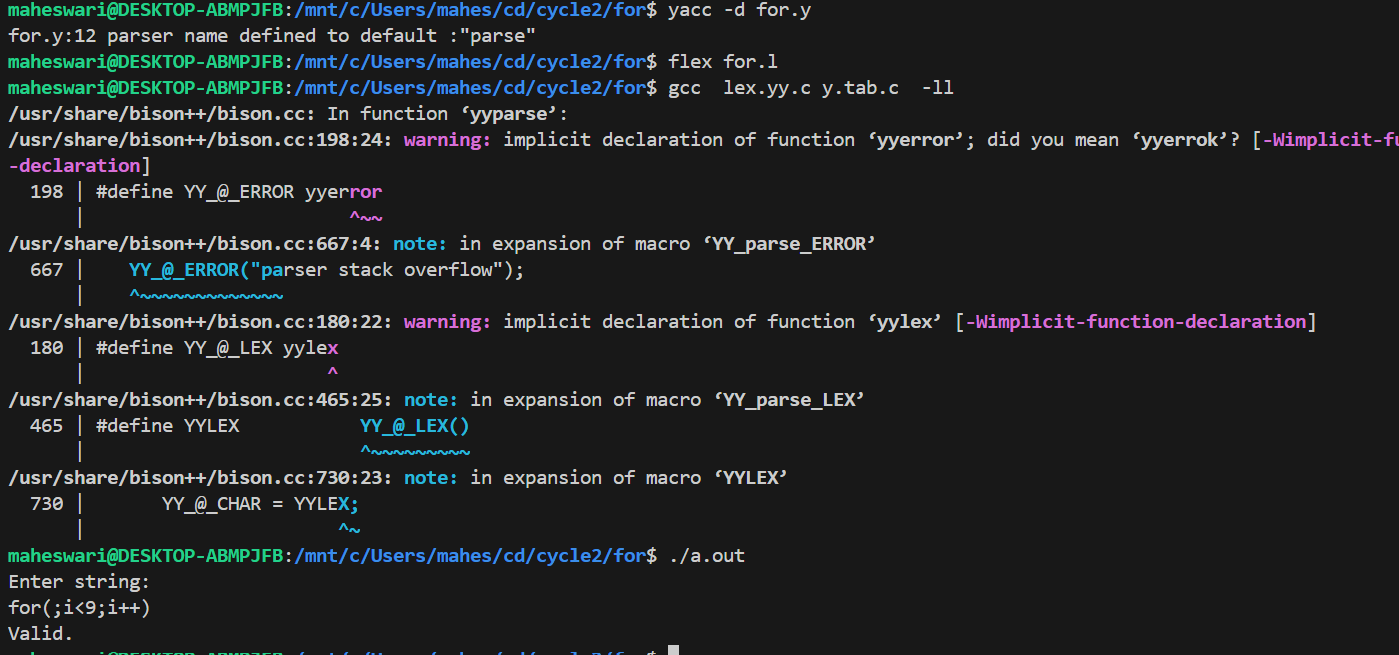 maheswari@DESKTOP-ABMPJFB:/mnt/c/Users/mahes/cd/cycle2/for$ yacc -d for.y
for.y:12 parser name defined to default :"parse"
maheswari@DESKTOP-ABMPJFB:/mnt/c/Users/mahes/cd/cycle2/for$ flex for.l
maheswari@DESKTOP-ABMPJFB:/mnt/c/Users/mahes/cd/cycle2/for$ gcc  lex.yy.c y.tab.c  -ll
/usr/share/bison++/bison.cc: In function ‘yyparse’:
/usr/share/bison++/bison.cc:198:24: warning: implicit declaration of function ‘yyerror’; did you mean ‘yyerrok’? [-Wimplicit-fu
-declaration]
  198 | #define YY_@_ERROR yyerror
      |                        ^~~
/usr/share/bison++/bison.cc:667:4: note: in expansion of macro ‘YY_parse_ERROR’
  667 |    YY_@_ERROR("parser stack overflow");
      |    ^~~~~~~~~~~~~~
/usr/share/bison++/bison.cc:180:22: warning: implicit declaration of function ‘yylex’ [-Wimplicit-function-declaration]
  180 | #define YY_@_LEX yylex
      |                      ^
/usr/share/bison++/bison.cc:465:25: note: in expansion of macro ‘YY_parse_LEX’
  465 | #define YYLEX           YY_@_LEX()
      |                         ^~~~~~~~~~
/usr/share/bison++/bison.cc:730:23: note: in expansion of macro ‘YYLEX’
  730 |       YY_@_CHAR = YYLEX;
      |                       ^~
maheswari@DESKTOP-ABMPJFB:/mnt/c/Users/mahes/cd/cycle2/for$ ./a.out
Enter string:
for(;i<9;i++)
Valid.